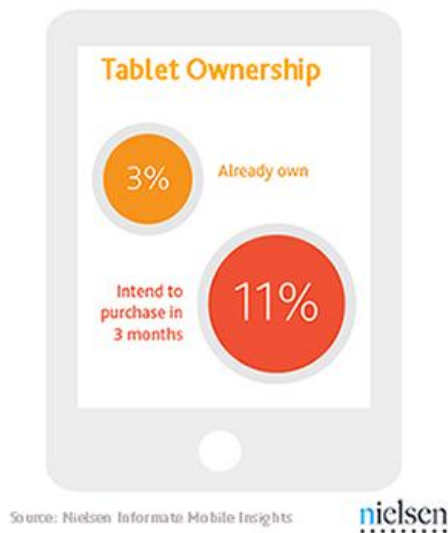 Tablet Ownership
3%
Already own
Intend to
purchase in
3 months
11%
Source: Nielsen Informate Mobile Insights
nielsen